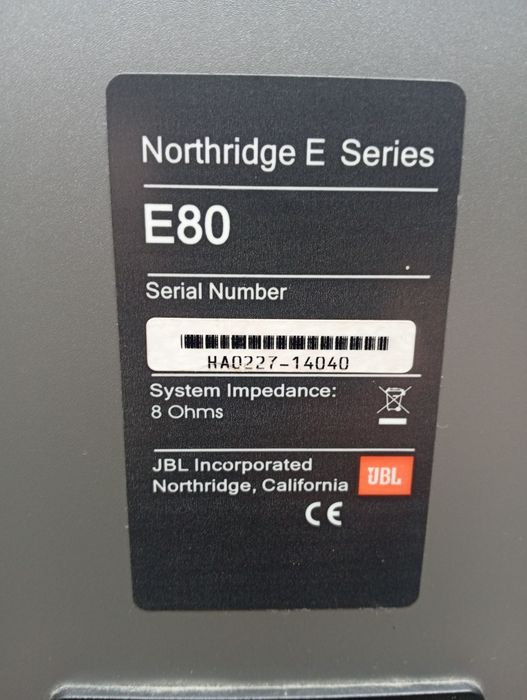 Northridge E Series
E80
Serial Number
HA0227-14040
System Impedance:
8 Ohms
JBL Incorporated
Northridge, California
JBL
CE